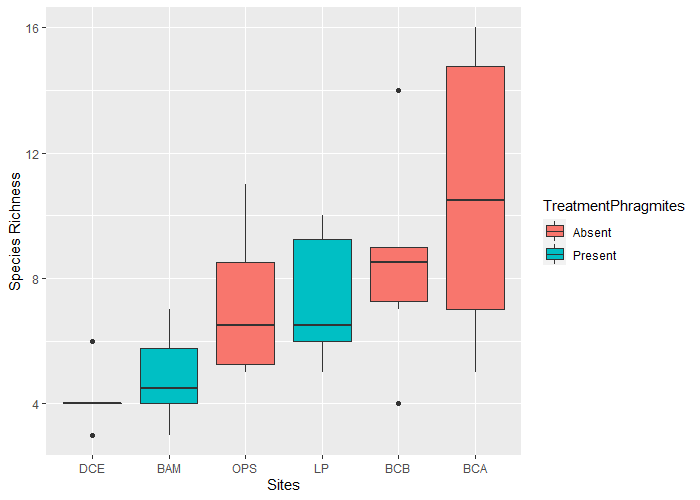 16
12
8
4
Species Richness
DCE BAM OPS LP BCB BCA
Sites
TreatmentPhragmites
Absent
Present